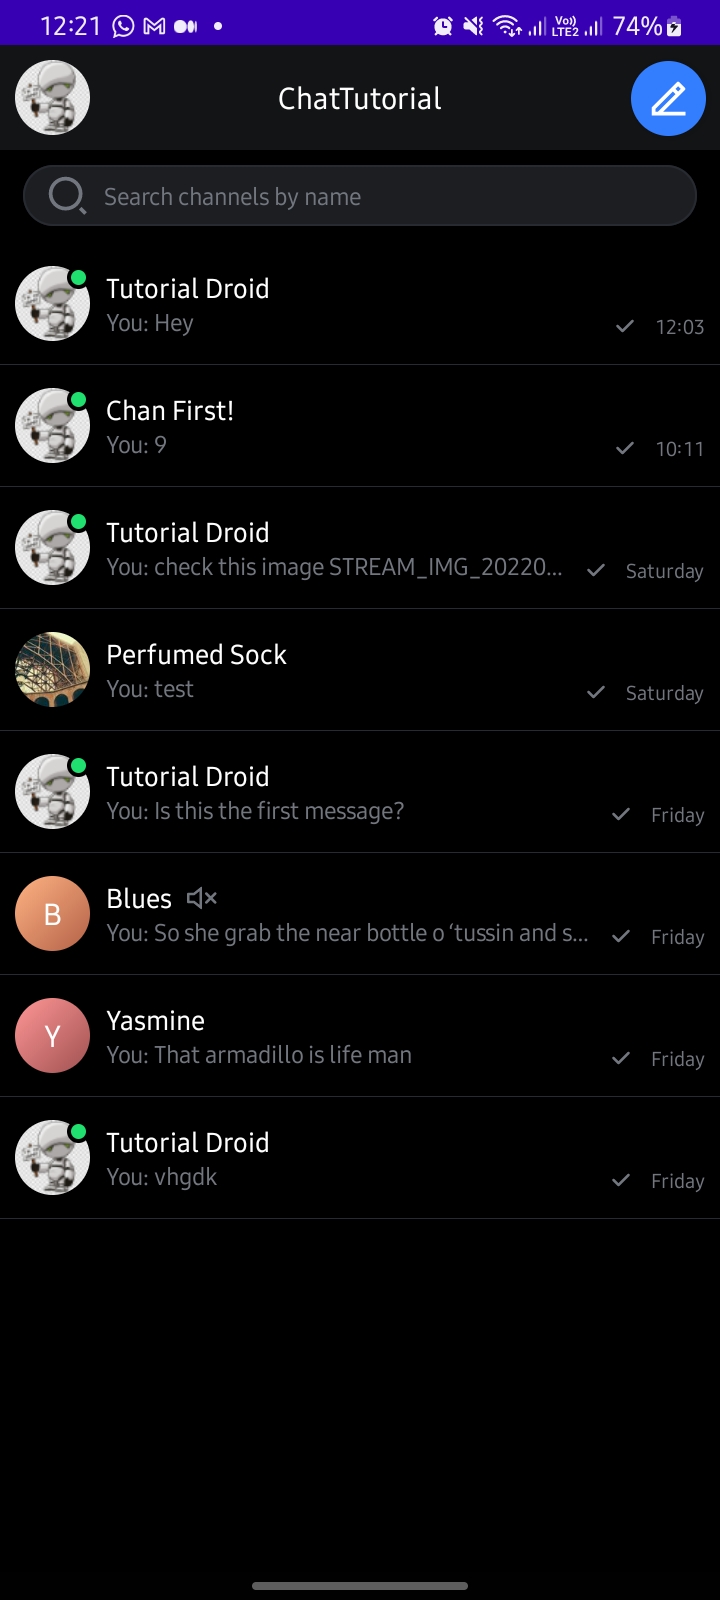 12:21
Vo)) LTE2
74%
ChatTutorial
Search channels by name
Tutorial Droid
You: Hey
12:03
Chan First!
You: 9
10:11
Tutorial Droid
You: check this image STREAM_IMG_20220...
Saturday
Perfumed Sock
You: test
Saturday
Tutorial Droid
You: Is this the first message?
Friday
B
Blues
You: So she grab the near bottle o ‘tussin and s...
Friday
Y
Yasmine
You: That armadillo is life man
Friday
Tutorial Droid
You: vhgdk
Friday